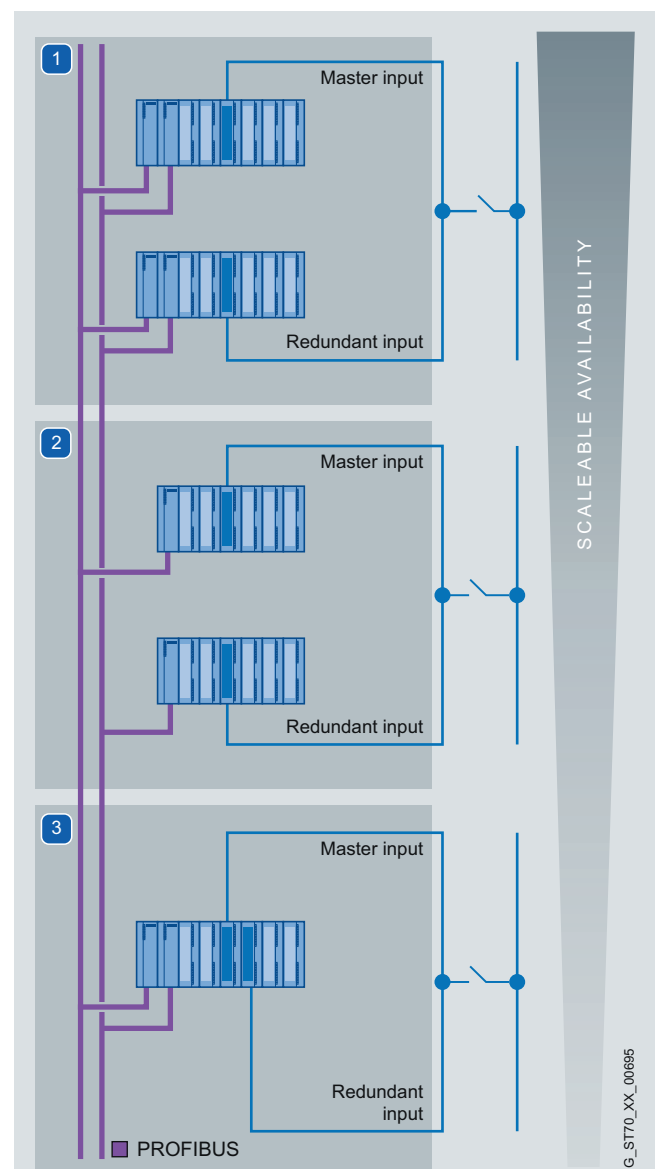 1
Master input
Redundant input
2
Master input
Redundant input
3
Master input
Redundant
input
PROFIBUS
SCALEABLE AVAILABILITY
G_ST70_XX_00695